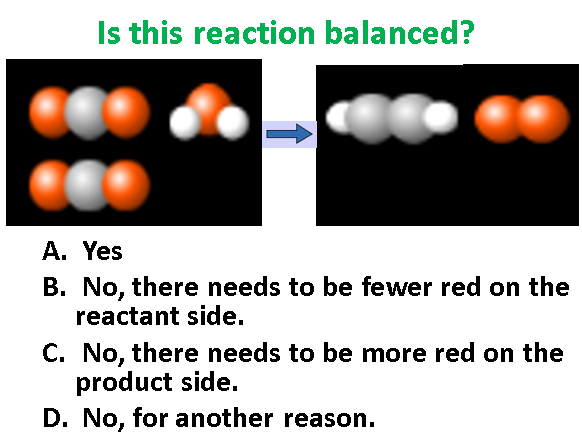 Is this reaction balanced?
A. Yes
B. No, there needs to be fewer red on the
reactant side.
C. No, there needs to be more red on the
product side.
D. No, for another reason.